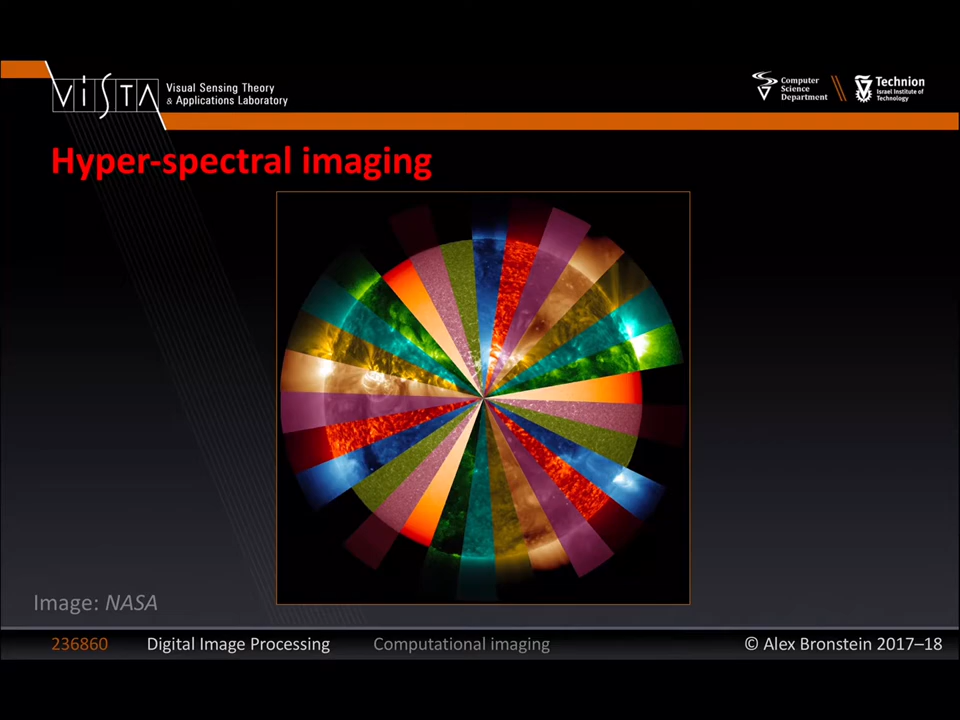 ViSTA
Visual Sensing Theory
& Applications Laboratory
Computer
Science
Department
Technion
Israel Institute of
Technology
Hyper-spectral imaging
Image: NASA
236860 Digital Image Processing Computational imaging © Alex Bronstein 2017–18